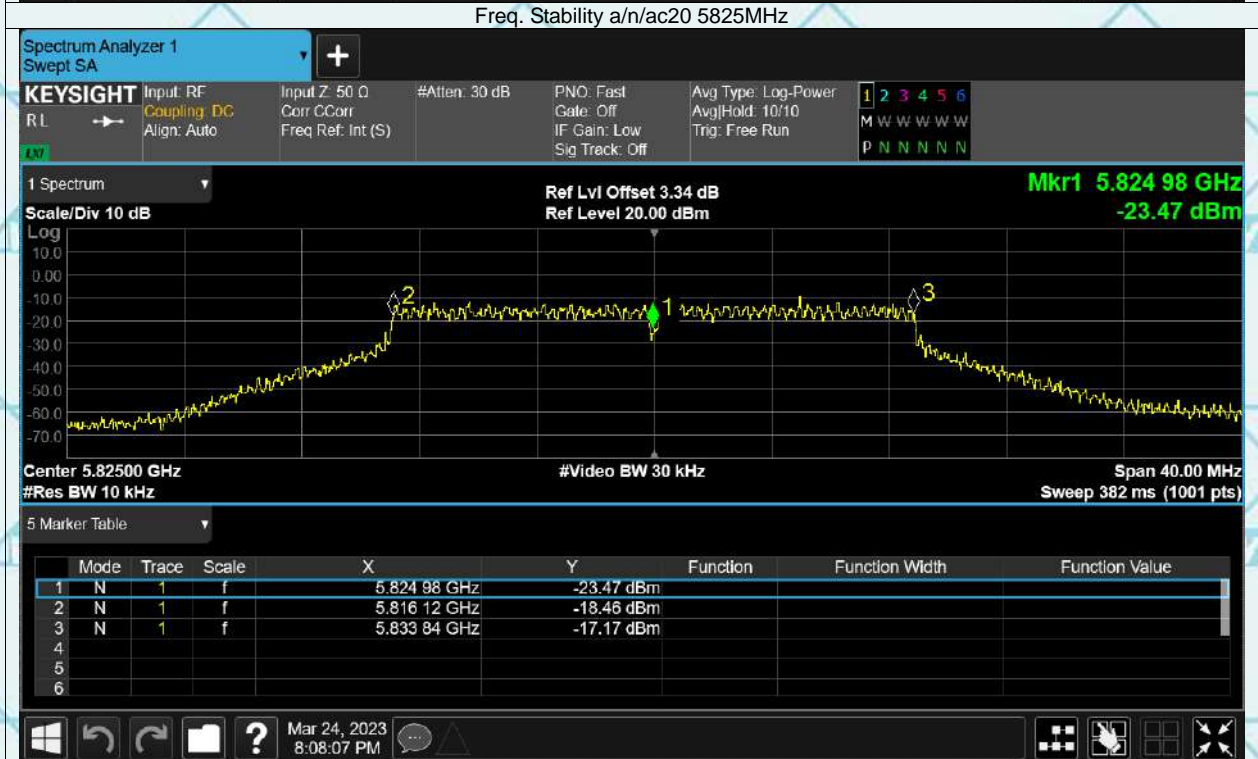 Freq. Stability a/n/ac20 5825MHz
Spectrum Analyzer 1
Swept SA
+
KEYSIGHT Input: RF Input Z: 50 Ω #Atten: 30 dB PNO: Fast Avg Type: Log-Power 1 2 3 4 5 6
RL Coupling: DC Corr CCorr Gate: Off Avg|Hold: 10/10 M W W W W W
Align: Auto Freq Ref: Int (S) IF Gain: Low Trig: Free Run P N N N N N
LXI Sig Track: Off
1 Spectrum Ref Lvl Offset 3.34 dB Mkr1 5.824 98 GHz
Scale/Div 10 dB Ref Level 20.00 dBm -23.47 dBm
Log
10.0
0.00
-10.0
-20.0
-30.0
-40.0
-50.0
-60.0
-70.0
2 1 3
Center 5.82500 GHz #Video BW 30 kHz Span 40.00 MHz
#Res BW 10 kHz Sweep 382 ms (1001 pts)
5 Marker Table
Mode Trace Scale X Y Function Function Width Function Value
1 N 1 f 5.824 98 GHz -23.47 dBm
2 N 1 f 5.816 12 GHz -18.46 dBm
3 N 1 f 5.833 84 GHz -17.17 dBm
4
5
6
? Mar 24, 2023
8:08:07 PM